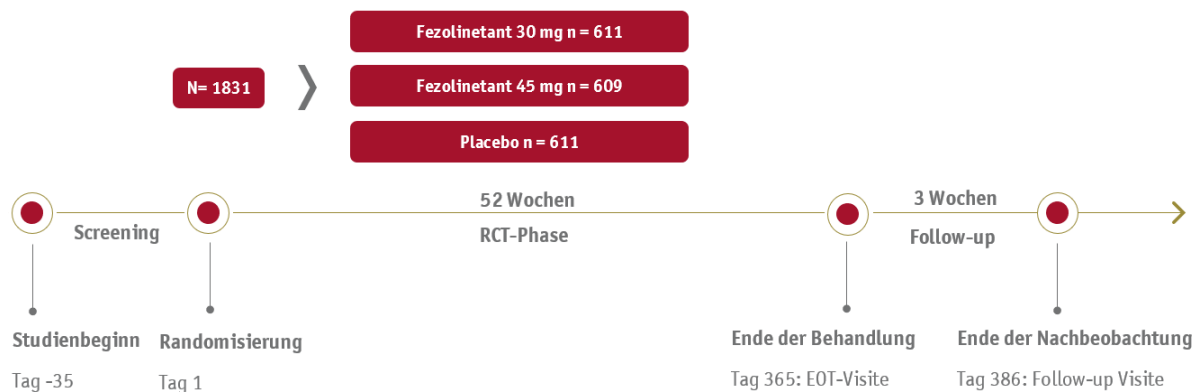 Fezolinetant 30 mg n = 611
N= 1831
Fezolinetant 45 mg n = 609
Placebo n = 611
52 Wochen
3 Wochen
Screening
RCT-Phase
Follow-up
Studienbeginn
Randomisierung
Ende der Behandlung
Ende der Nachbeobachtung
Tag -35
Tag 1
Tag 365: EOT-Visite
Tag 386: Follow-up Visite